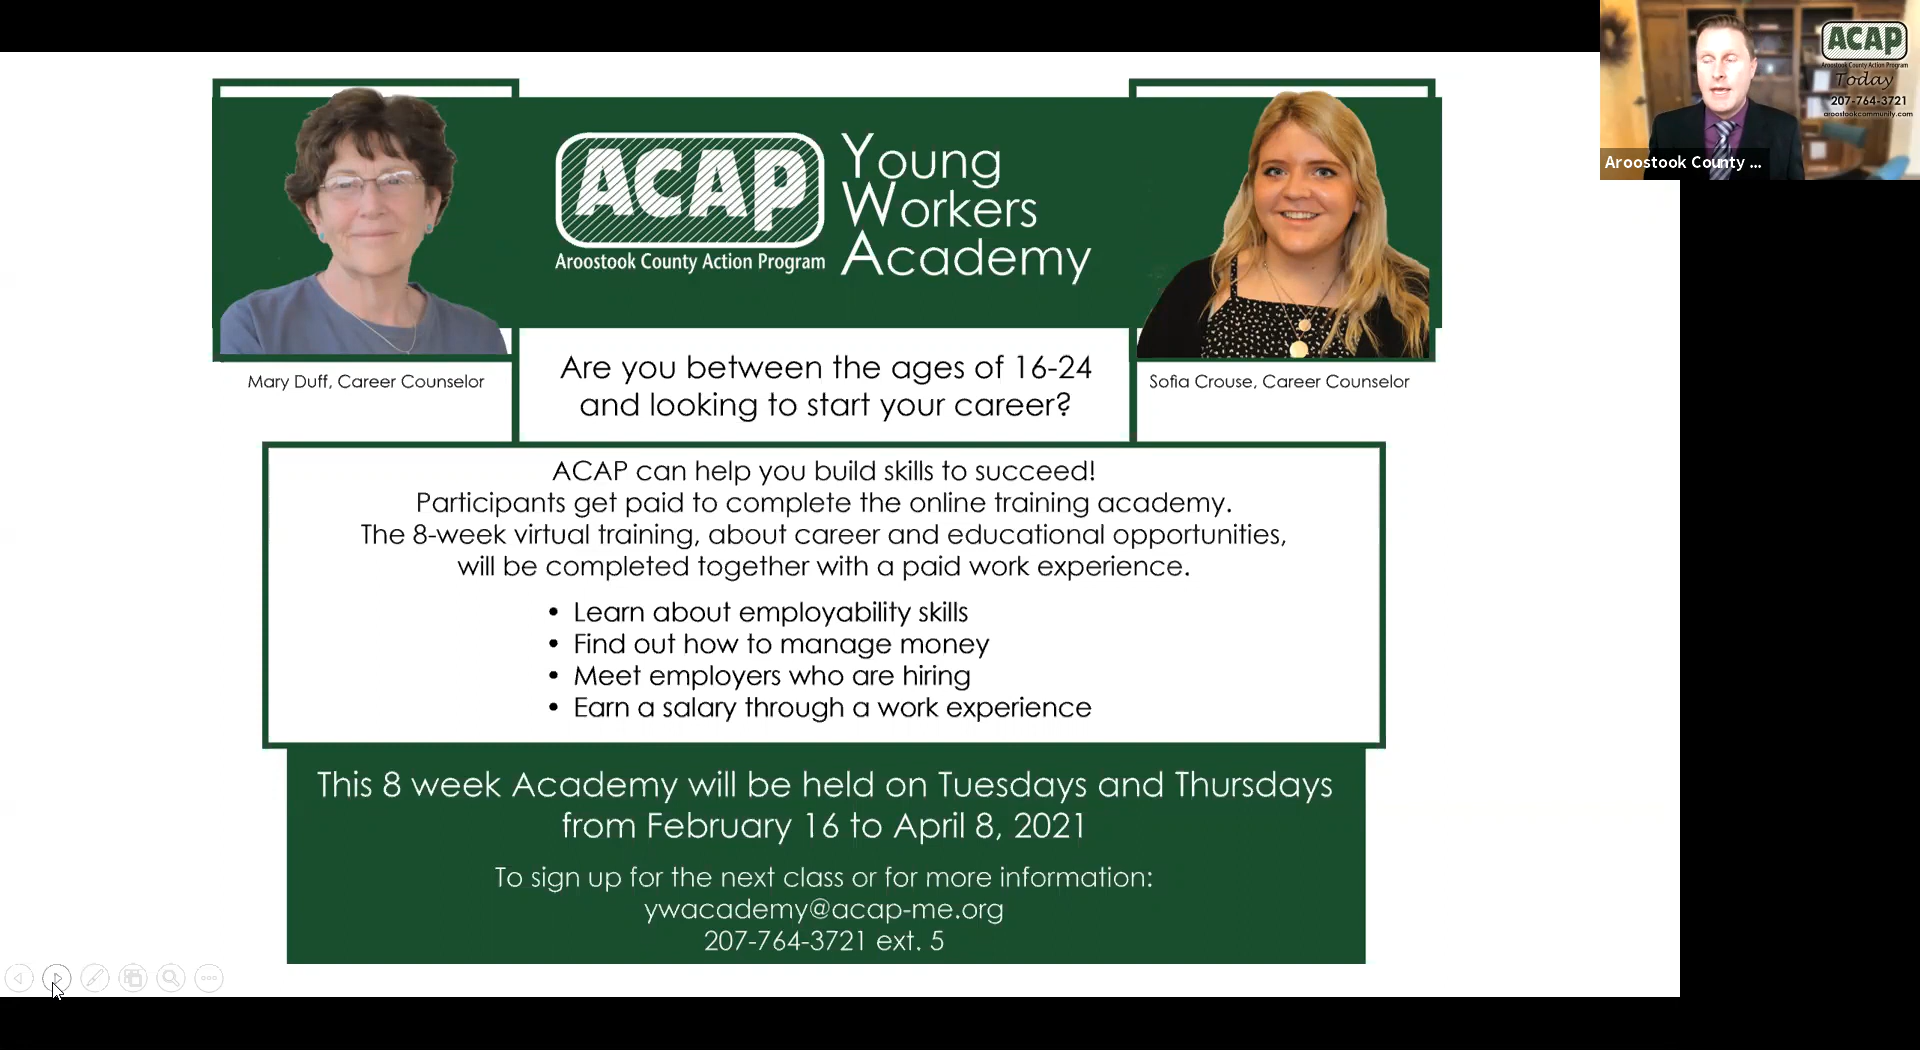 ACAP
Aroostook County Action Program
Young
Workers
Academy
Mary Duff, Career Counselor
Sofia Crouse, Career Counselor
Are you between the ages of 16-24
and looking to start your career?
ACAP can help you build skills to succeed!
Participants get paid to complete the online training academy.
The 8-week virtual training, about career and educational opportunities,
will be completed together with a paid work experience.
• Learn about employability skills
• Find out how to manage money
• Meet employers who are hiring
• Earn a salary through a work experience
This 8 week Academy will be held on Tuesdays and Thursdays
from February 16 to April 8, 2021
To sign up for the next class or for more information:
ywacademy@acap-me.org
207-764-3721 ext. 5
ACAP
Aroostook County Action Program
Today
207-764-3721
aroostookcommunity.com
Aroostook County ...